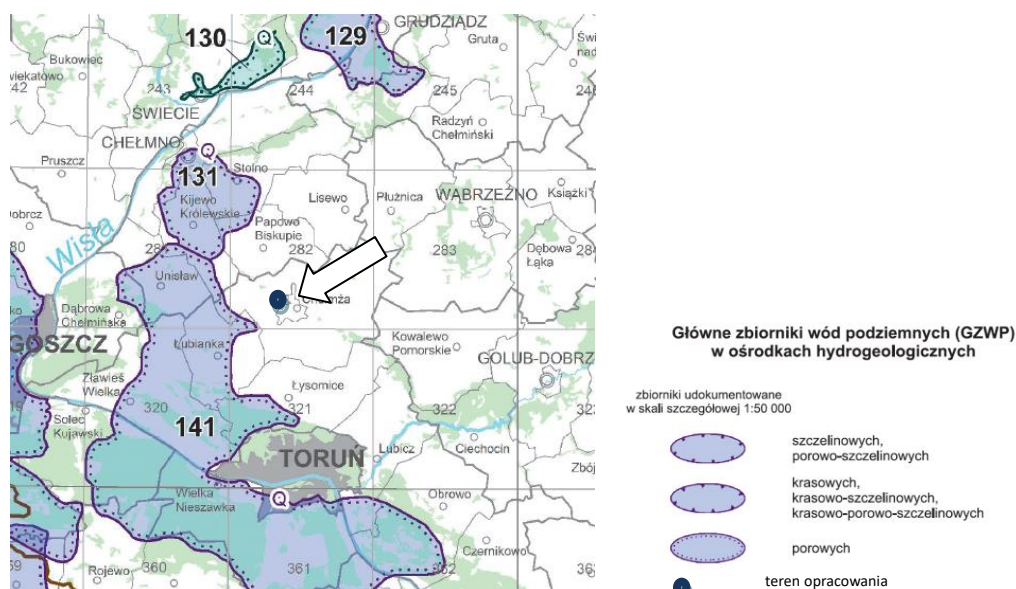 GRUDZIĄDZ
130
Q
129
Gruta
Bukowiec
243
244
245
ŚWIECIE
Radzyń
Chełmiński
CHEŁMNO
Q
Pruszcz
Stolno
131
Lisewo
Płużnica
WĄBRZEŹNO
Książki
Kijewo
Królewskie
Papowo
Biskupie
Wisła
282
283
Dębowa
Łąka
Unisław
Dąbrowa
Chełmińska
Łubianka
Kowalewo
Pomorskie
Zławieś
Wielka
Łysomice
320
321
322
Solec
Kujawski
141
TORUŃ
Lubicz
Ciechocin
Wielka
Nieszawka
Q
Obrowo
Czernikowo
Rojewo
360
361
Główne zbiorniki wód podziemnych (GZWP)
w ośrodkach hydrogeologicznych
zbiorniki udokumentowane
w skali szczegółowej 1:50 000
szczelinowych,
porowo-szczelinowych
krasowych,
krasowo-szczelinowych,
krasowo-porowo-szczelinowych
porowych
teren opracowania